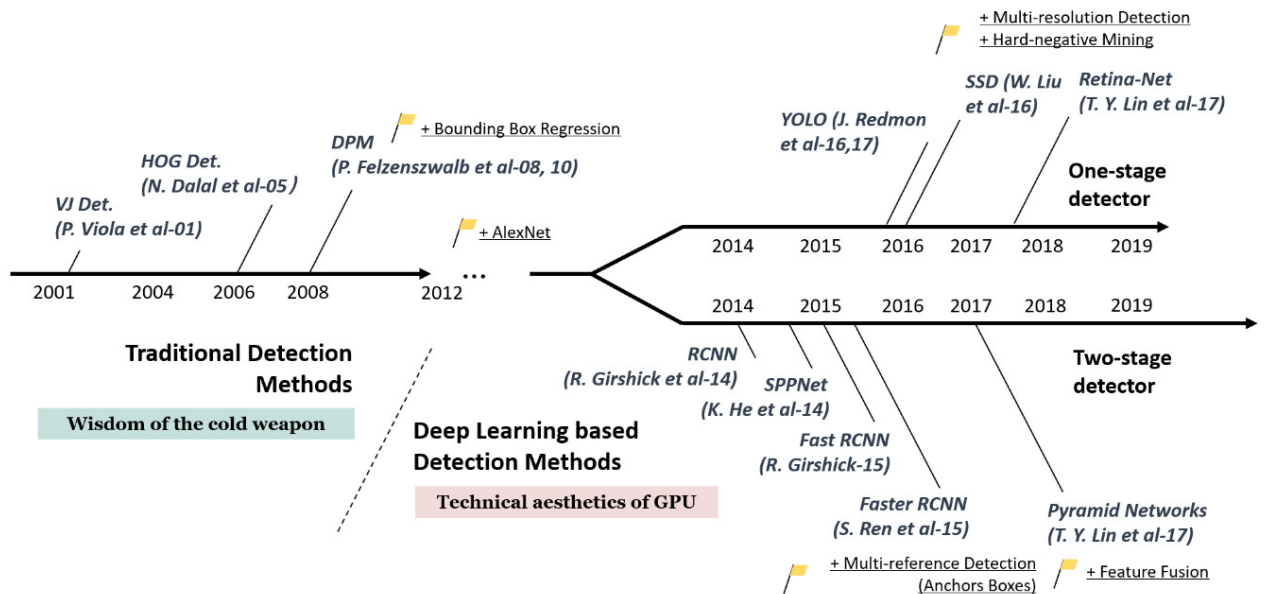 + Multi-resolution Detection
+ Hard-negative Mining
SSD (W. Liu
et al-16)
Retina-Net
(T. Y. Lin et al-17)
YOLO (J. Redmon
et al-16,17)
+ Bounding Box Regression
DPM
(P. Felzenszwalb et al-08, 10)
HOG Det.
(N. Dalal et al-05)
VJ Det.
(P. Viola et al-01)
+ AlexNet
...
One-stage
detector
2014 2015 2016 2017 2018 2019
2001 2004 2006 2008 2012
2014 2015 2016 2017 2018 2019
Two-stage
detector
Traditional Detection
Methods
Wisdom of the cold weapon
Deep Learning based
Detection Methods
Technical aesthetics of GPU
RCNN
(R. Girshick et al-14)
SPPNet
(K. He et al-14)
Fast RCNN
(R. Girshick-15)
Faster RCNN
(S. Ren et al-15)
Pyramid Networks
(T. Y. Lin et al-17)
+ Multi-reference Detection
(Anchors Boxes)
+ Feature Fusion